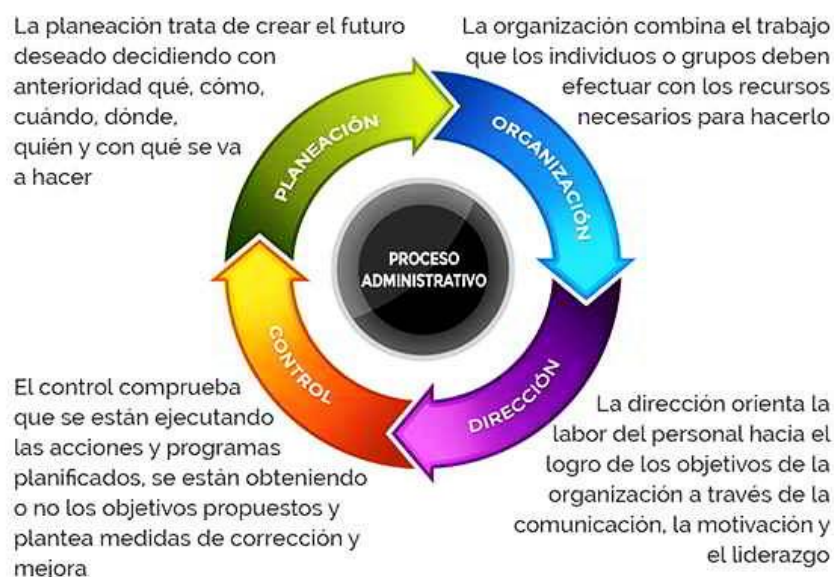 La planeación trata de crear el futuro
deseado decidiendo con
anterioridad qué, cómo,
cuándo, dónde,
quién y con qué se va
a hacer
La organización combina el trabajo
que los individuos o grupos deben
efectuar con los recursos
necesarios para hacerlo
PLANEACIÓN
ORGANIZACIÓN
PROCESO
ADMINISTRATIVO
CONTROL
DIRECCIÓN
El control comprueba
que se están ejecutando
las acciones y programas
planificados, se están obteniendo
o no los objetivos propuestos y
plantea medidas de corrección y
mejora
La dirección orienta la
labor del personal hacia el
logro de los objetivos de la
organización a través de la
comunicación, la motivación y
el liderazgo